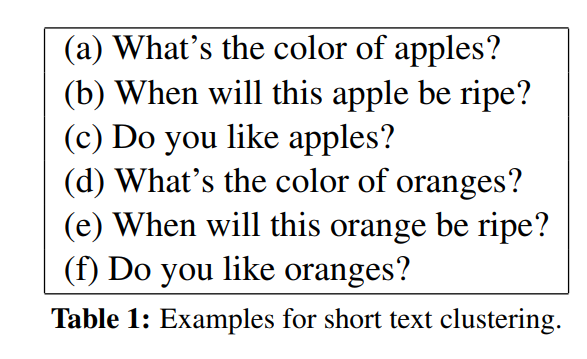 (a) What's the color of apples?
(b) When will this apple be ripe?
(c) Do you like apples?
(d) What's the color of oranges?
(e) When will this orange be ripe?
(f) Do you like oranges?
Table 1: Examples for short text clustering.